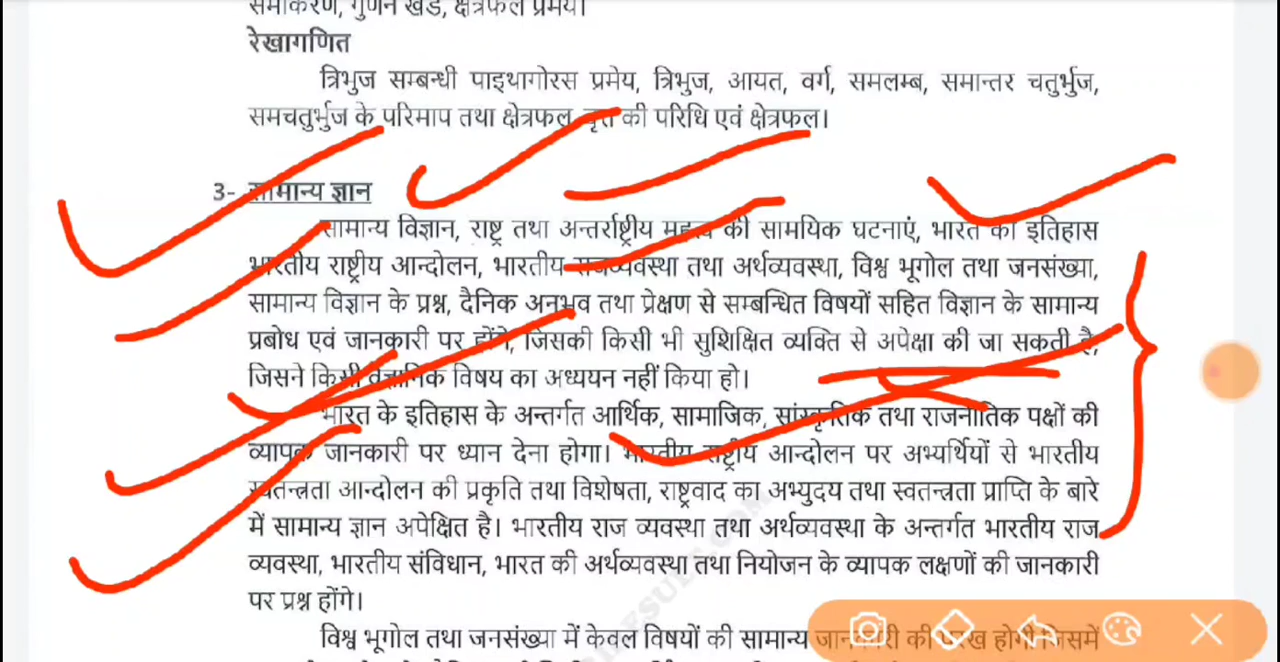 समीकरण, गुणन खंड, क्षेत्रफल प्रमेय।
रेखागणित
त्रिभुज सम्बन्धी पाइथागोरस प्रमेय, त्रिभुज, आयत, वर्ग, समलम्ब, समान्तर चतुर्भुज,
समचतुर्भुज के परिमाप तथा क्षेत्रफल, वृत्त की परिधि एवं क्षेत्रफल।
3- सामान्य ज्ञान
सामान्य विज्ञान, राष्ट्र तथा अन्तर्राष्ट्रीय महत्व की सामयिक घटनाएं, भारत का इतिहास
भारतीय राष्ट्रीय आन्दोलन, भारतीय राजव्यवस्था तथा अर्थव्यवस्था, विश्व भूगोल तथा जनसंख्या,
सामान्य विज्ञान के प्रश्न, दैनिक अनुभव तथा प्रेक्षण से सम्बन्धित विषयों सहित विज्ञान के सामान्य
प्रबोध एवं जानकारी पर होंगे, जिसकी किसी भी सुशिक्षित व्यक्ति से अपेक्षा की जा सकती है,
जिसने किसी वैज्ञानिक विषय का अध्ययन नहीं किया हो।
भारत के इतिहास के अन्तर्गत आर्थिक, सामाजिक, सांस्कृतिक तथा राजनीतिक पक्षों की
व्यापक जानकारी पर ध्यान देना होगा। भारतीय राष्ट्रीय आन्दोलन पर अभ्यर्थियों से भारतीय
स्वतन्त्रता आन्दोलन की प्रकृति तथा विशेषता, राष्ट्रवाद का अभ्युदय तथा स्वतन्त्रता प्राप्ति के बारे
में सामान्य ज्ञान अपेक्षित है। भारतीय राज व्यवस्था तथा अर्थव्यवस्था के अन्तर्गत भारतीय राज
व्यवस्था, भारतीय संविधान, भारत की अर्थव्यवस्था तथा नियोजन के व्यापक लक्षणों की जानकारी
पर प्रश्न होंगे।
विश्व भूगोल तथा जनसंख्या में केवल विषयों की सामान्य जानकारी की परख होगी जिसमें